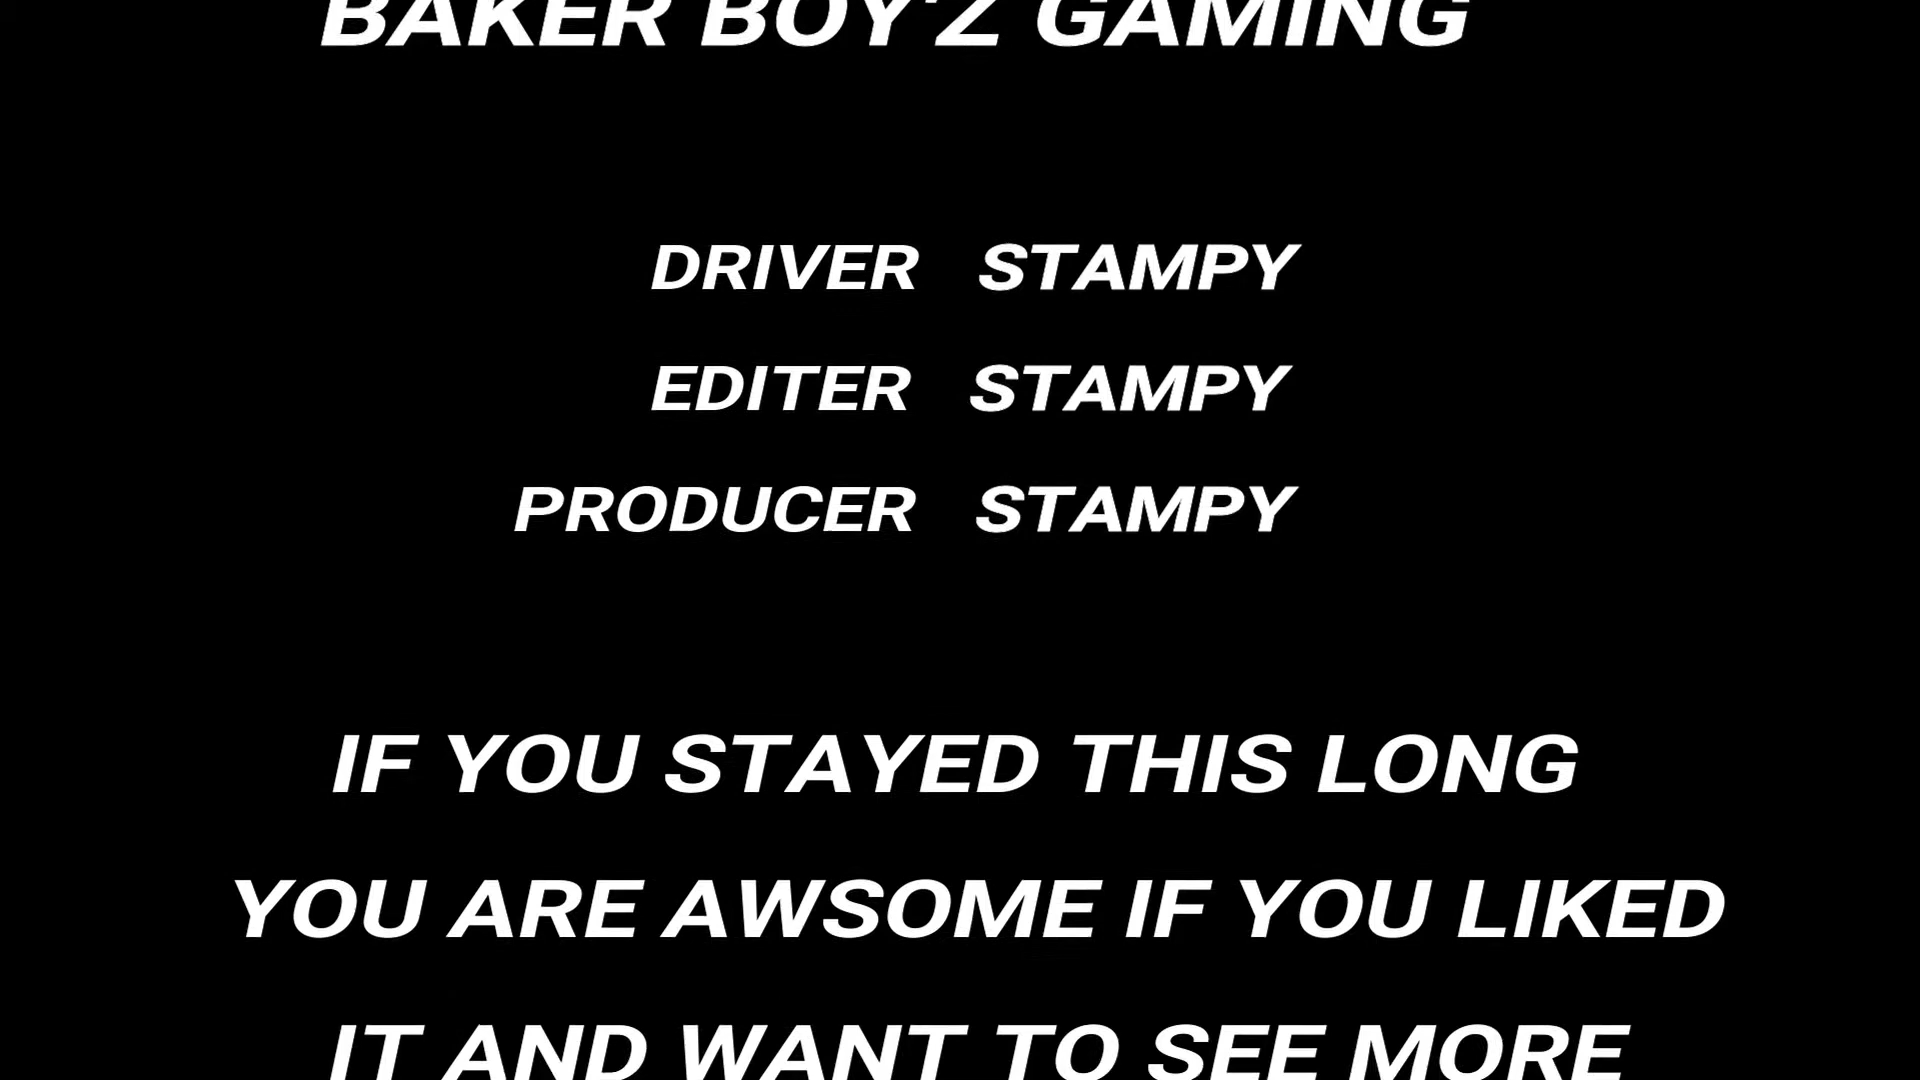 BAKER BOY'Z GAMING
DRIVER STAMPY
EDITER STAMPY
PRODUCER STAMPY
IF YOU STAYED THIS LONG
YOU ARE AWSOME IF YOU LIKED
IT AND WANT TO SEE MORE